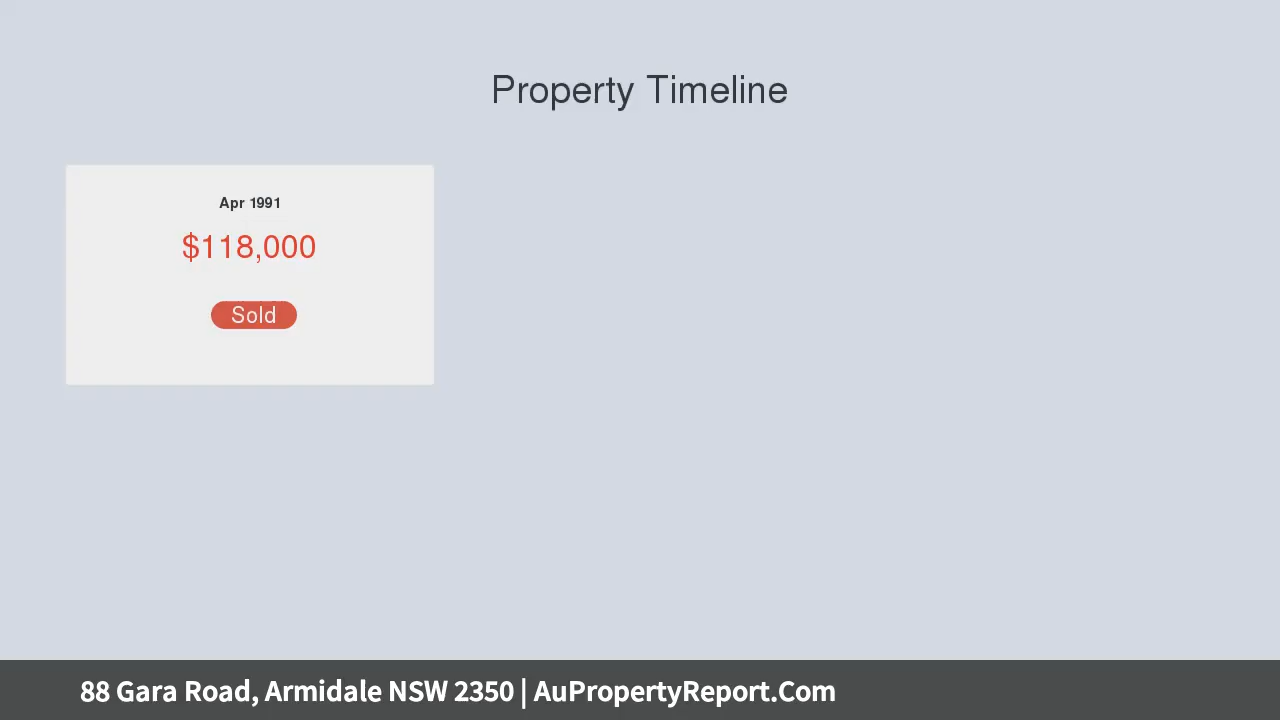 Property Timeline
Apr 1991
$118,000
Sold
88 Gara Road, Armidale NSW 2350 | AuPropertyReport.Com